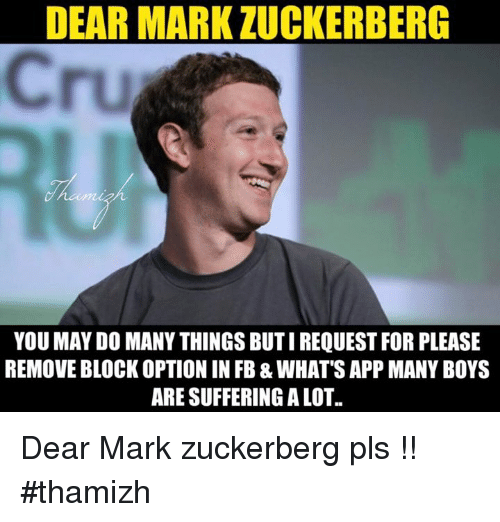 DEAR MARK ZUCKERBERG
Cru
RUP
Thamizh
YOU MAY DO MANY THINGS BUT I REQUEST FOR PLEASE
REMOVE BLOCK OPTION IN FB & WHAT'S APP MANY BOYS
ARE SUFFERING A LOT..
Dear Mark zuckerberg pls !!
#thamizh